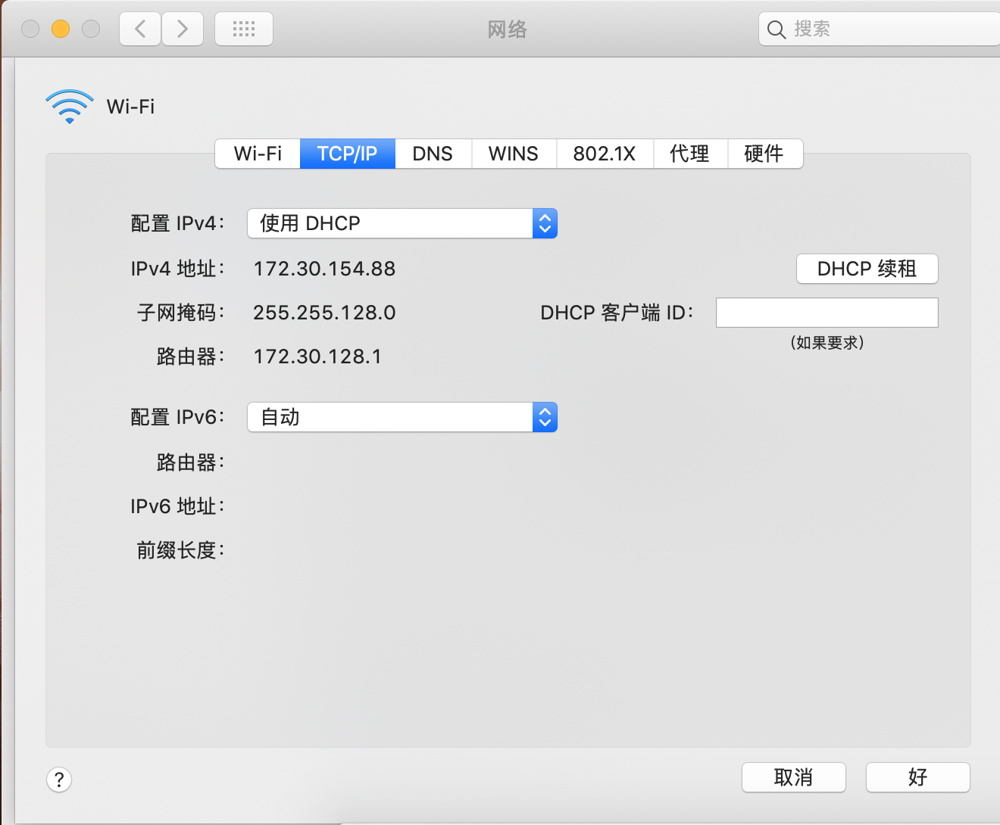 网络
搜索
Wi-Fi
Wi-Fi TCP/IP DNS WINS 802.1X 代理 硬件
配置 IPv4： 使用 DHCP
IPv4 地址： 172.30.154.88 DHCP 续租
子网掩码： 255.255.128.0 DHCP 客户端 ID：
（如果要求）
路由器： 172.30.128.1
配置 IPv6： 自动
路由器：
IPv6 地址：
前缀长度：
? 取消 好